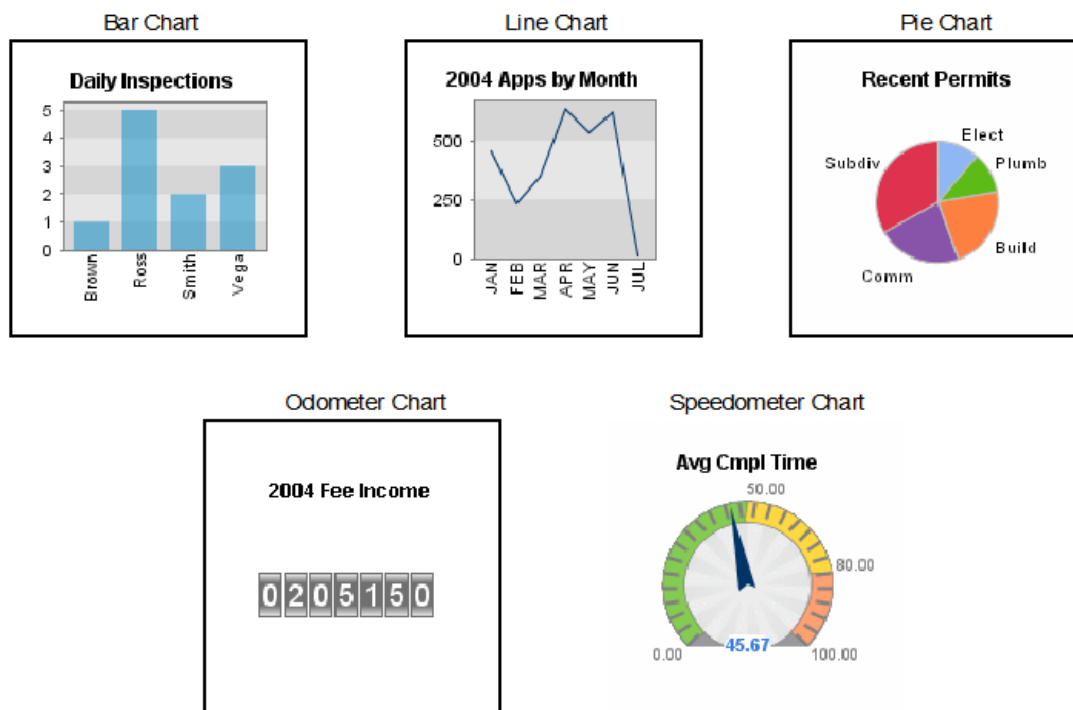 Bar Chart
Line Chart
Pie Chart
Daily Inspections
5
4
3
2
1
0
Brown
Ross
Smith
Vega
2004 Apps by Month
500
250
0
JAN
FEB
MAR
APR
MAY
JUN
JUL
Recent Permits
Elect
Subdiv
Plumb
Build
Comm
Odometer Chart
Speedometer Chart
2004 Fee Income
0205150
Avg Cmpl Time
50.00
80.00
45.67
0.00
100.00